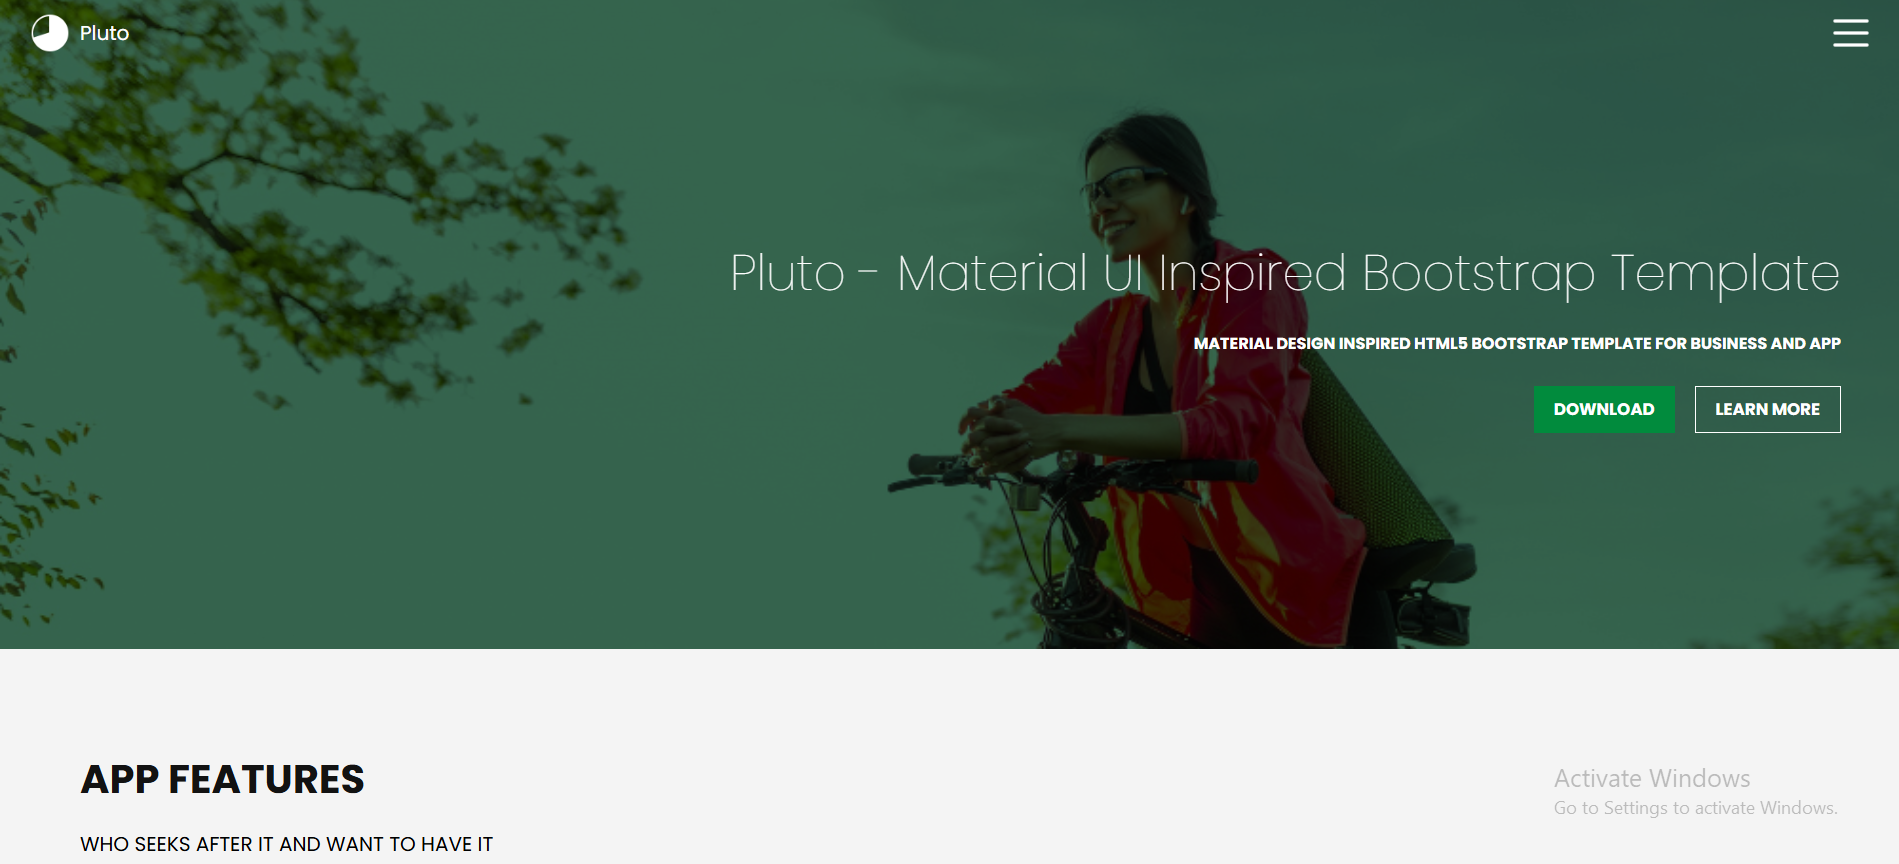 Pluto
Pluto - Material UI Inspired Bootstrap Template
MATERIAL DESIGN INSPIRED HTML5 BOOTSTRAP TEMPLATE FOR BUSINESS AND APP
DOWNLOAD LEARN MORE
APP FEATURES
Activate Windows
Go to Settings to activate Windows.
WHO SEEKS AFTER IT AND WANT TO HAVE IT